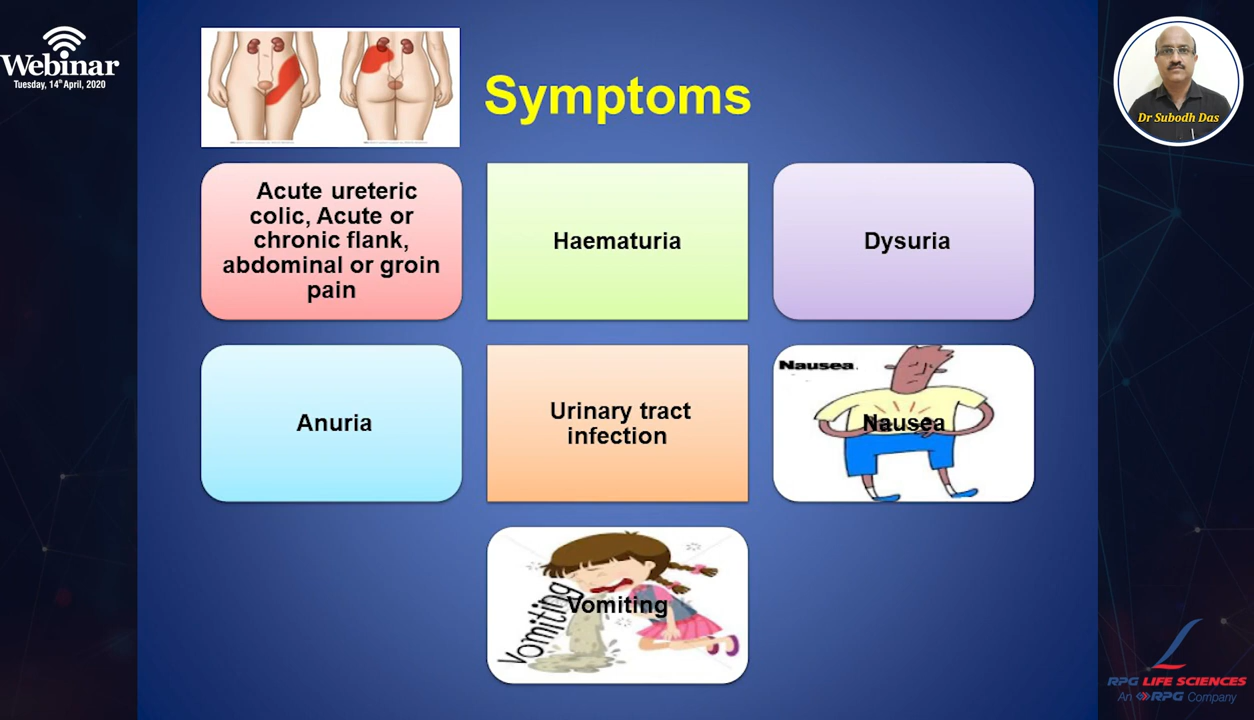 Webinar
Tuesday, 14th April, 2020
Symptoms
Dr Subodh Das
Acute ureteric
colic, Acute or
chronic flank,
abdominal or groin
pain
Haematuria
Dysuria
Anuria
Urinary tract
infection
Nausea.
Nausea
Vomiting
Vomiting
RPG LIFE SCIENCES
An RPG Company